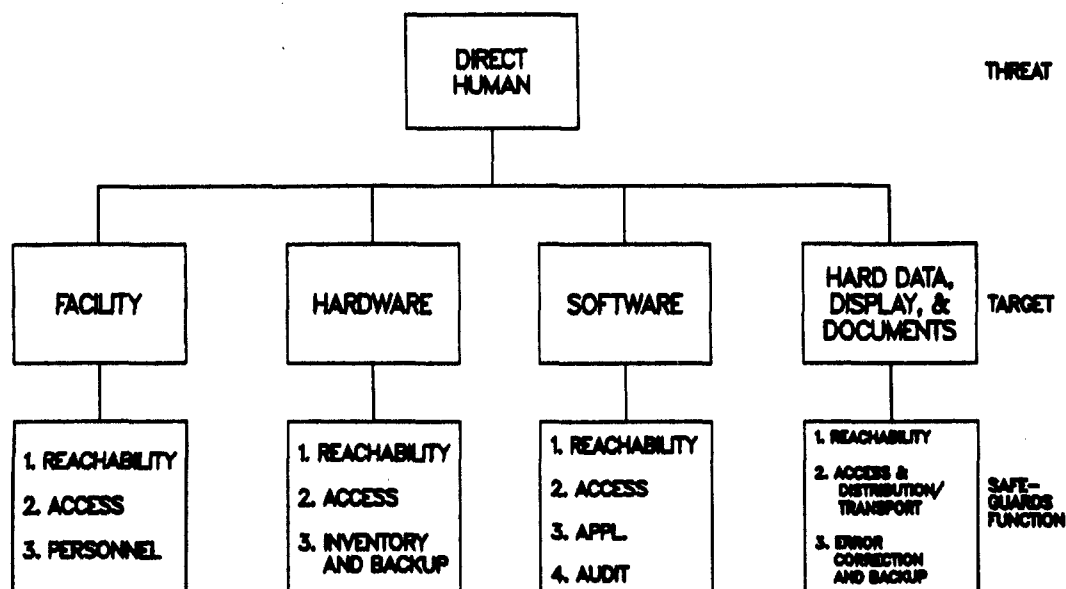 DIRECT
HUMAN
THREAT
FACILITY
HARDWARE
SOFTWARE
HARD DATA,
DISPLAY, &
DOCUMENTS
TARGET
1. REACHABILITY
2. ACCESS
3. PERSONNEL
1. REACHABILITY
2. ACCESS
3. INVENTORY
AND BACKUP
1. REACHABILITY
2. ACCESS
3. APPL.
4. AUDIT
1. REACHABILITY
2. ACCESS &
DISTRIBUTION/
TRANSPORT
3. ERROR
CORRECTION
AND BACKUP
SAFE-
GUARDS
FUNCTION